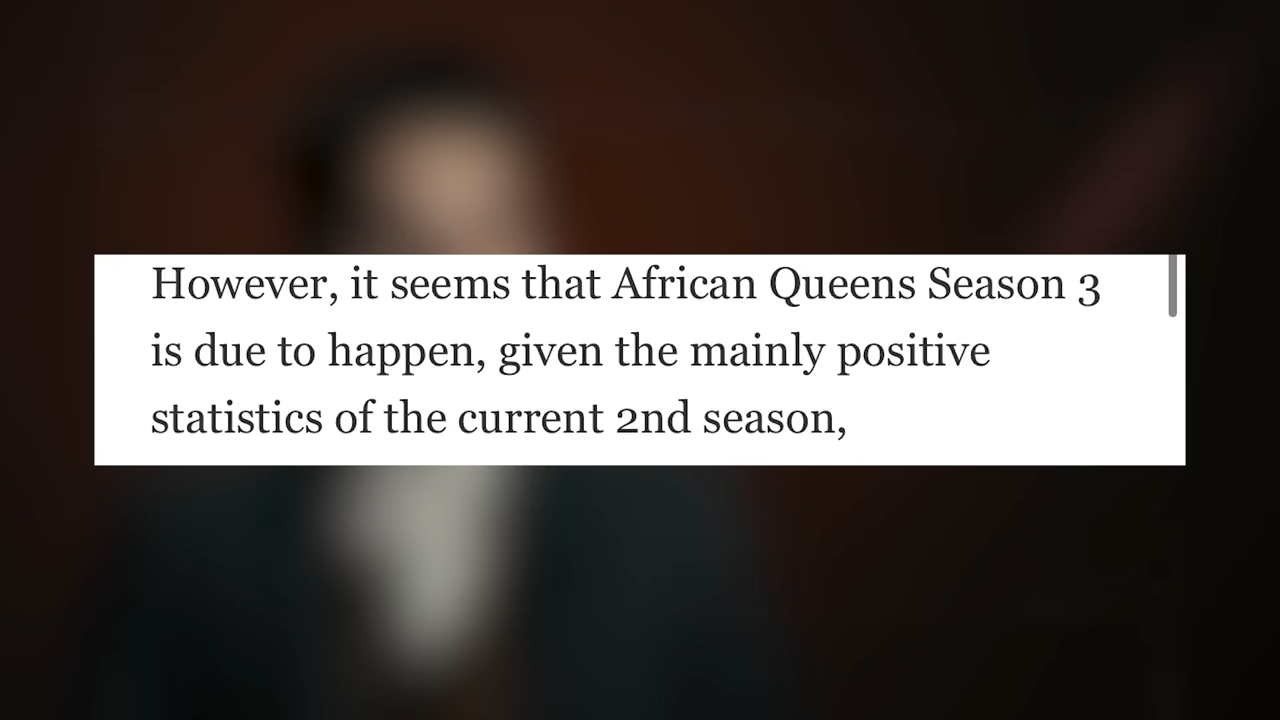 However, it seems that African Queens Season 3
is due to happen, given the mainly positive
statistics of the current 2nd season,